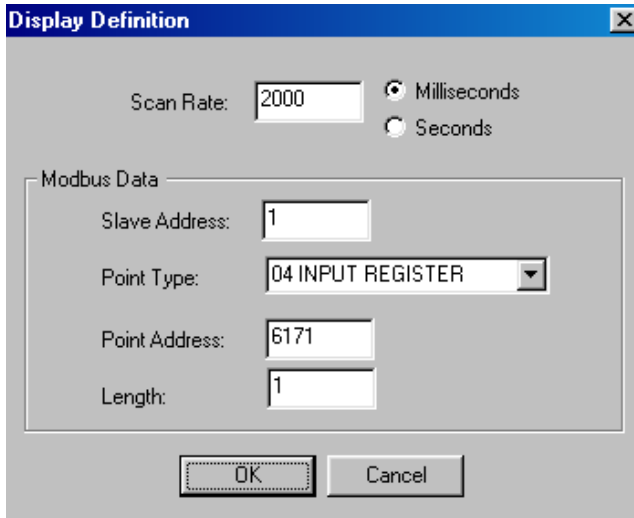 Display Definition
Scan Rate: 2000 Milliseconds
Seconds
Modbus Data
Slave Address: 1
Point Type: 04 INPUT REGISTER
Point Address: 6171
Length: 1
OK Cancel